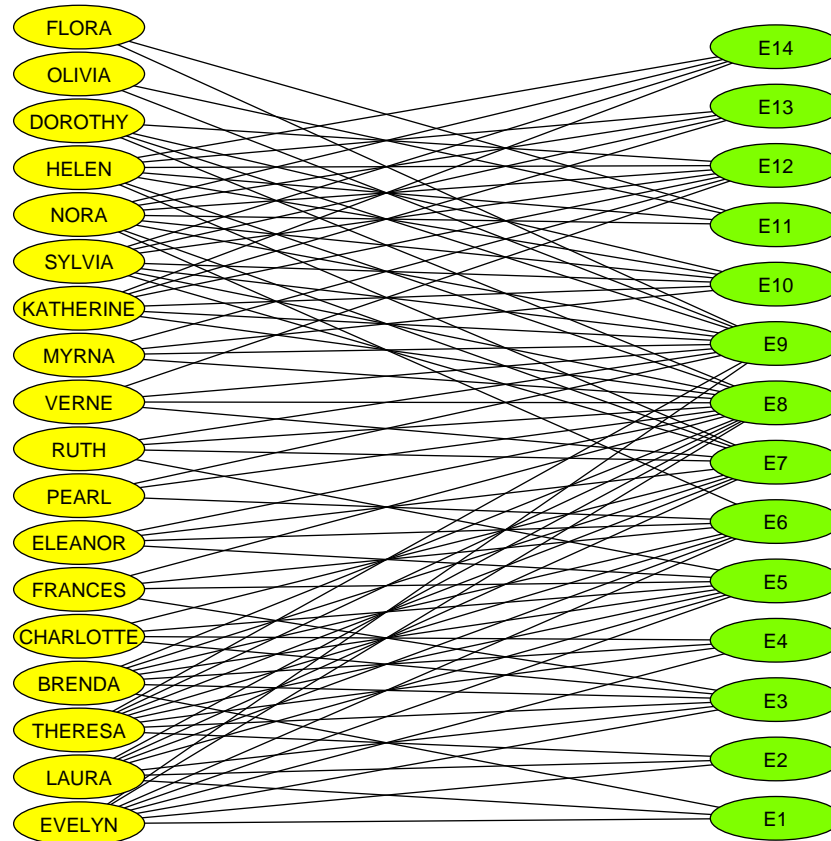 FLORA
OLIVIA
DOROTHY
HELEN
NORA
SYLVIA
KATHERINE
MYRNA
VERNE
RUTH
PEARL
ELEANOR
FRANCES
CHARLOTTE
BRENDA
THERESA
LAURA
EVELYN
E14
E13
E12
E11
E10
E9
E8
E7
E6
E5
E4
E3
E2
E1